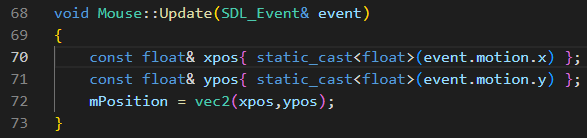 68 void Mouse::Update(SDL_Event& event)
69 {
70 const float& xpos{ static_cast<float>(event.motion.x) };
71 const float& ypos{ static_cast<float>(event.motion.y) };
72 mPosition = vec2(xpos,ypos);
73 }